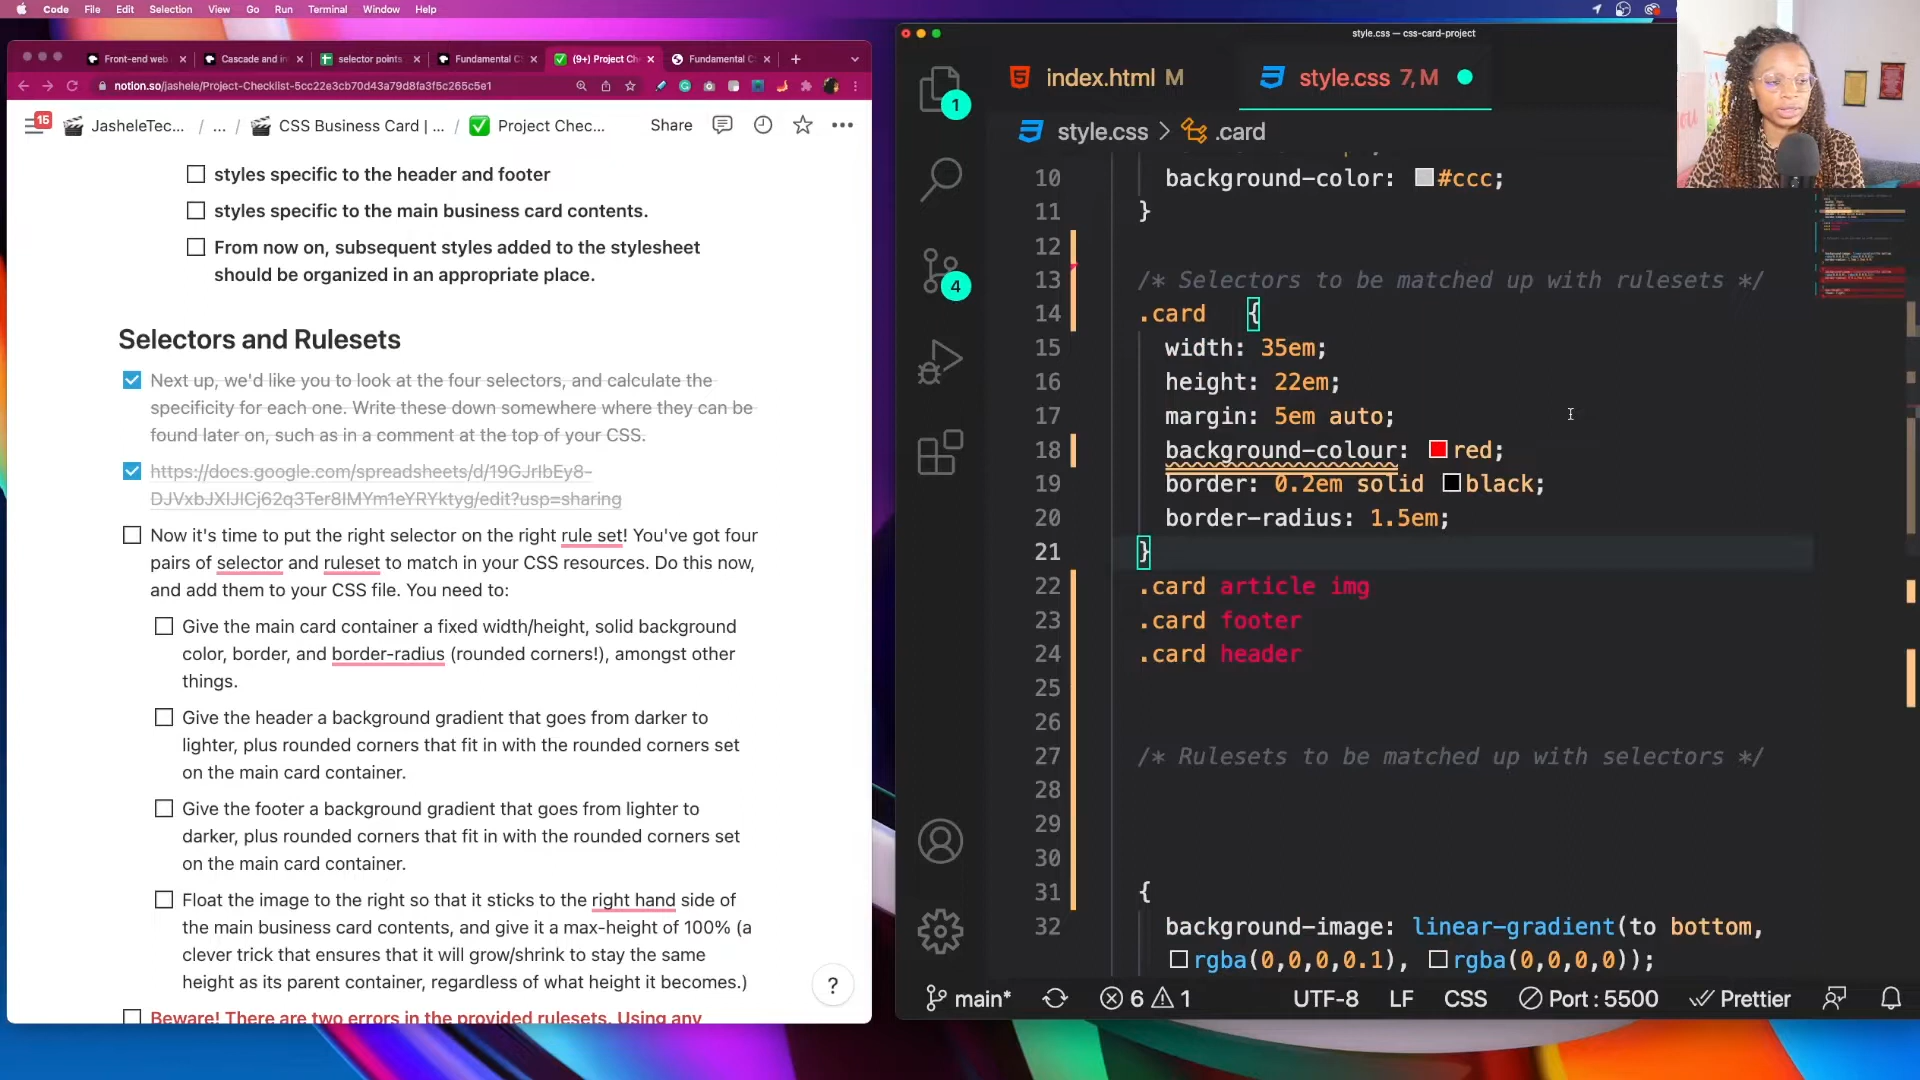 Code File Edit Selection View Go Run Terminal Window Help
Front-end web
Cascade and in
selector points
Fundamental C
(9+) Project Ch
Fundamental C
notion.so/jashele/Project-Checklist-5cc22e3cb70d43a79d8fa3f5c265c5e1
15
JasheleTec... / ... / CSS Business Card | ... / Project Chec...
Share
styles specific to the header and footer
styles specific to the main business card contents.
From now on, subsequent styles added to the stylesheet
should be organized in an appropriate place.
Selectors and Rulesets
Next up, we'd like you to look at the four selectors, and calculate the
specificity for each one. Write these down somewhere where they can be
found later on, such as in a comment at the top of your CSS.
https://docs.google.com/spreadsheets/d/19GJrIbEy8-
DJVxbJXIJICj62q3Ter8IMYm1eYRYktyg/edit?usp=sharing
Now it's time to put the right selector on the right rule set! You've got four
pairs of selector and ruleset to match in your CSS resources. Do this now,
and add them to your CSS file. You need to:
Give the main card container a fixed width/height, solid background
color, border, and border-radius (rounded corners!), amongst other
things.
Give the header a background gradient that goes from darker to
lighter, plus rounded corners that fit in with the rounded corners set
on the main card container.
Give the footer a background gradient that goes from lighter to
darker, plus rounded corners that fit in with the rounded corners set
on the main card container.
Float the image to the right so that it sticks to the right hand side of
the main business card contents, and give it a max-height of 100% (a
clever trick that ensures that it will grow/shrink to stay the same
height as its parent container, regardless of what height it becomes.)
Beware! There are two errors in the provided rulesets. Using any
?
style.css — css-card-project
1
4
index.html M
style.css 7, M
style.css > .card
10 background-color: #ccc;
11 }
12
13 /* Selectors to be matched up with rulesets */
14 .card {
15 width: 35em;
16 height: 22em;
17 margin: 5em auto;
18 background-colour: red;
19 border: 0.2em solid black;
20 border-radius: 1.5em;
21 }
22 .card article img
23 .card footer
24 .card header
25
26
27 /* Rulesets to be matched up with selectors */
28
29
30
31 {
32 background-image: linear-gradient(to bottom,
rgba(0,0,0,0.1), rgba(0,0,0,0));
main* 6 1 UTF-8 LF CSS Port : 5500 Prettier